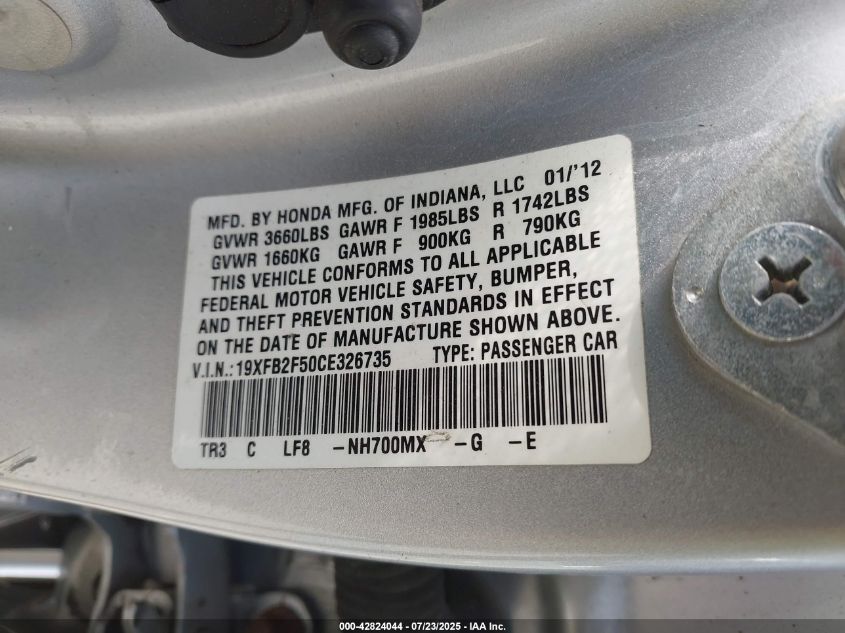 MFD. BY HONDA MFG. OF INDIANA, LLC 01/'12
GVWR 3660LBS GAWR F 1985LBS R 1742LBS
GVWR 1660KG GAWR F 900KG R 790KG
THIS VEHICLE CONFORMS TO ALL APPLICABLE
FEDERAL MOTOR VEHICLE SAFETY, BUMPER,
AND THEFT PREVENTION STANDARDS IN EFFECT
ON THE DATE OF MANUFACTURE SHOWN ABOVE.
V.I.N.:19XFB2F50CE326735 TYPE: PASSENGER CAR
TR3 C LF8 -NH700MX -G -E
000-42824044 - 07/23/2025 - IAA Inc.